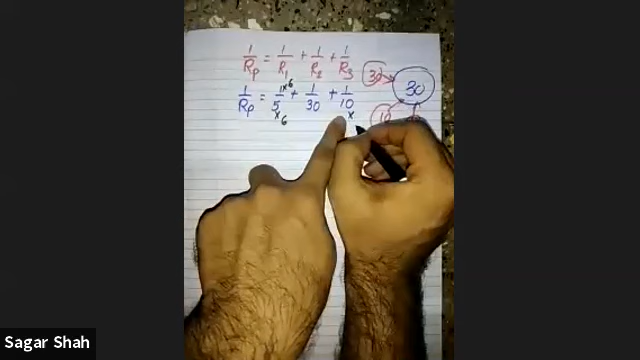 1/Rp = 1/R1 + 1/R2 + 1/R3
30
1/Rp = 1×6/5×6 + 1/30 + 1/10×
30
10
Sagar Shah